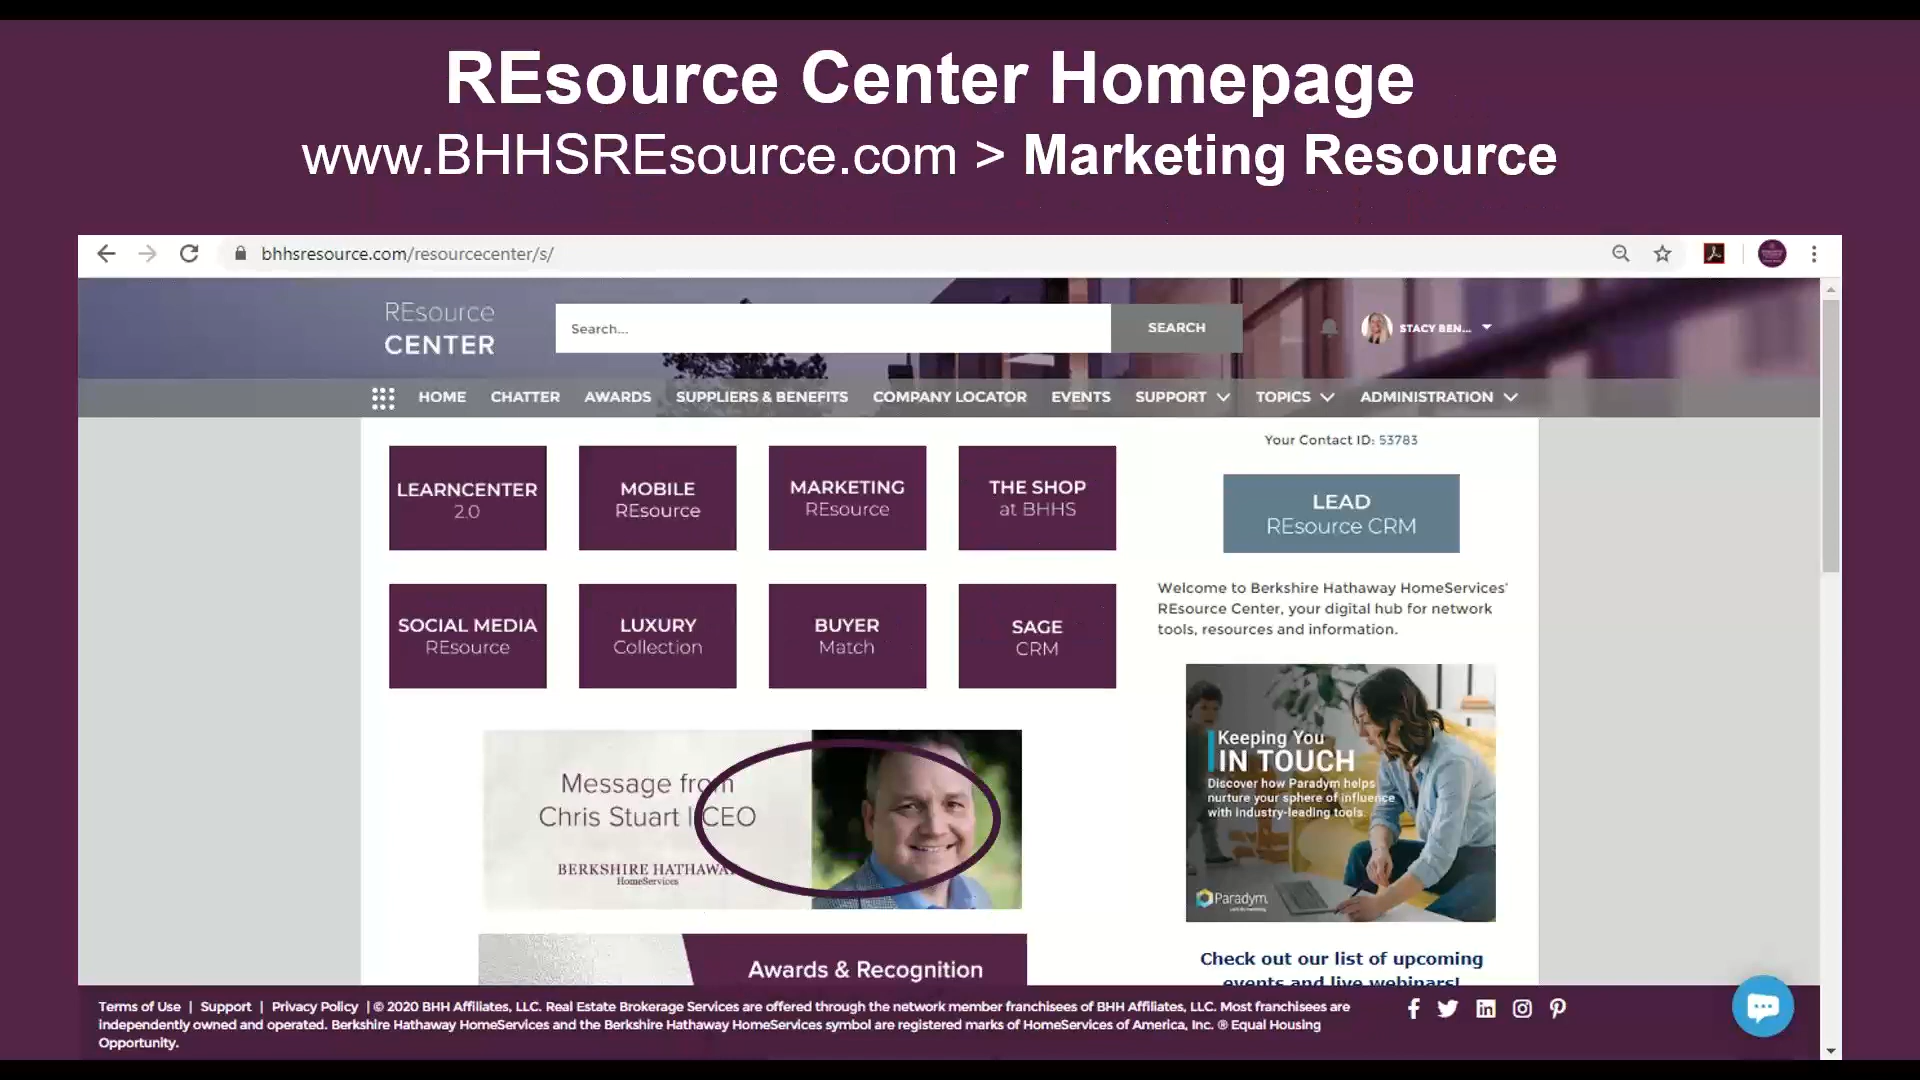 REsource Center Homepage
www.BHHSREsource.com > Marketing Resource
bhhsresource.com/resourcecenter/s/
REsource
CENTER
Search...
SEARCH
STACY BEN...
HOME
CHATTER
AWARDS
SUPPLIERS & BENEFITS
COMPANY LOCATOR
EVENTS
SUPPORT
TOPICS
ADMINISTRATION
LEARNCENTER
2.0
MOBILE
REsource
MARKETING
REsource
THE SHOP
at BHHS
SOCIAL MEDIA
REsource
LUXURY
Collection
BUYER
Match
SAGE
CRM
Your Contact ID: 53783
LEAD
REsource CRM
Welcome to Berkshire Hathaway HomeServices'
REsource Center, your digital hub for network
tools, resources and information.
Message from
Chris Stuart | CEO
BERKSHIRE HATHAWAY
HomeServices
Keeping You
IN TOUCH
Discover how Paradym helps
nurture your sphere of influence
with industry-leading tools.
Paradym
Awards & Recognition
Check out our list of upcoming
events and live webinars!
Terms of Use | Support | Privacy Policy | © 2020 BHH Affiliates, LLC. Real Estate Brokerage Services are offered through the network member franchisees of BHH Affiliates, LLC. Most franchisees are
independently owned and operated. Berkshire Hathaway HomeServices and the Berkshire Hathaway HomeServices symbol are registered marks of HomeServices of America, Inc. ® Equal Housing
Opportunity.